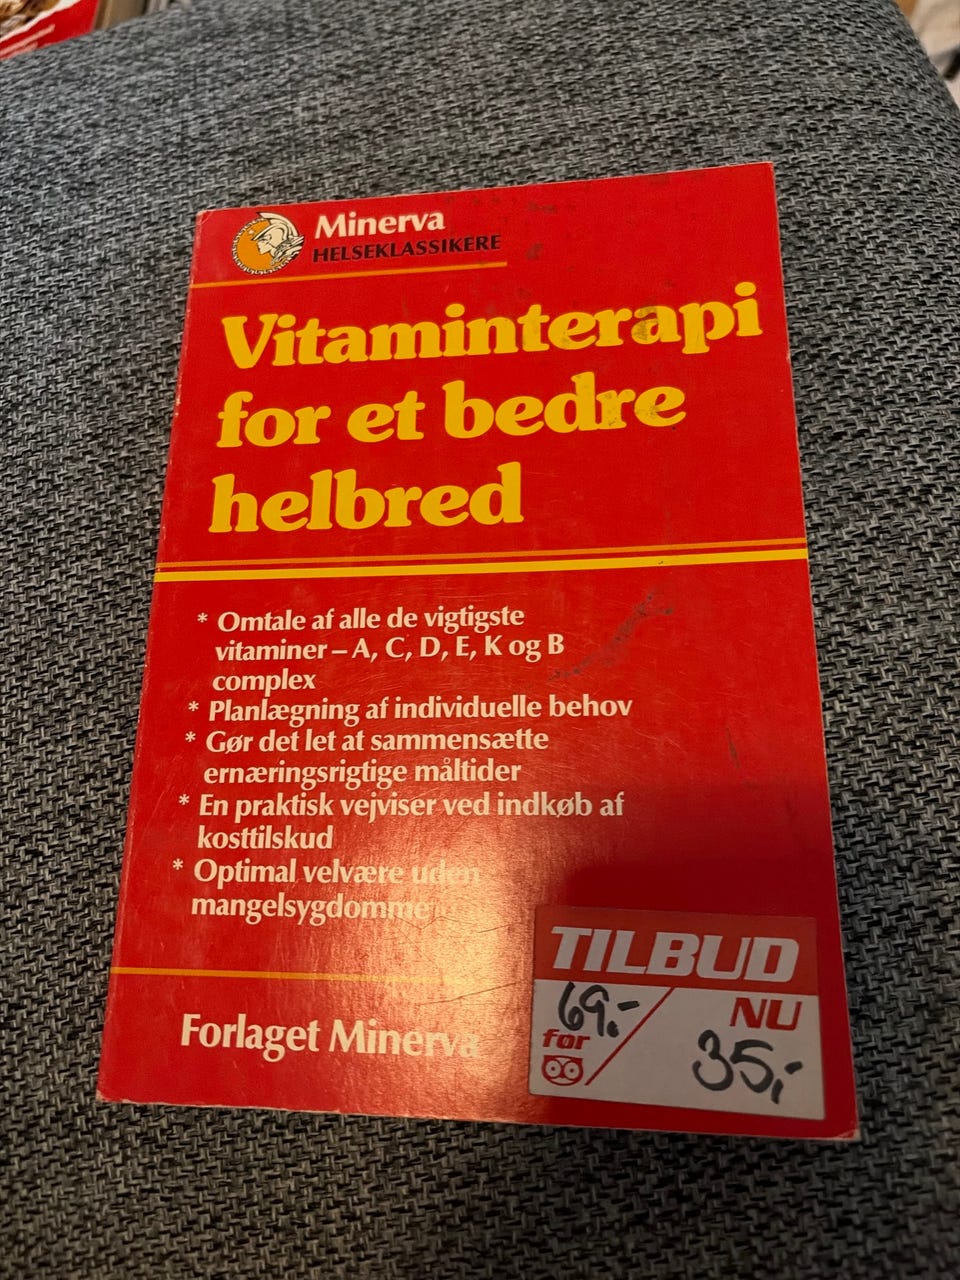 Minerva
HELSEKLASSIKERE
Vitaminterapi
for et bedre
helbred
* Omtale af alle de vigtigste
vitaminer – A, C, D, E, K og B
complex
* Planlægning af individuelle behov
* Gør det let at sammensætte
ernæringsrigtige måltider
* En praktisk vejviser ved indkøb af
kosttilskud
* Optimal velvære uden
mangelsygdomme
Forlaget Minerva
TILBUD
69,-
før
NU
35,-